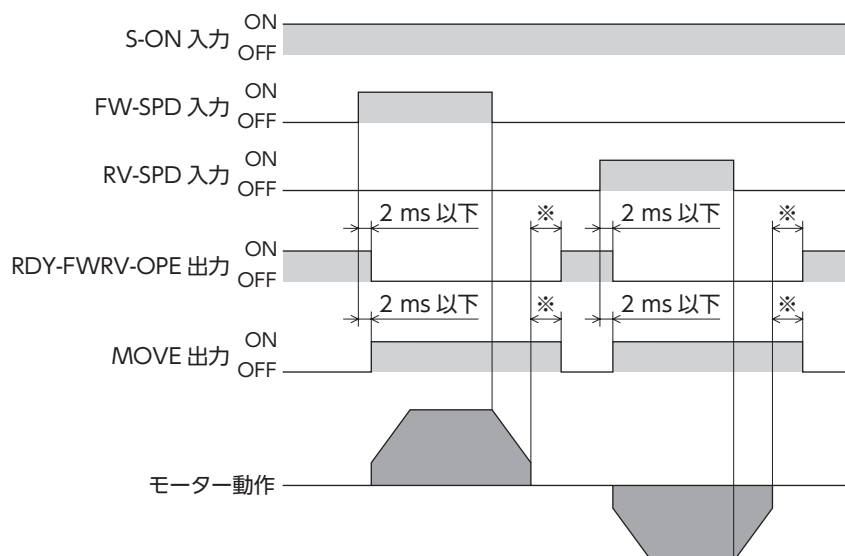 ON
S-ON 入力
OFF
ON
FW-SPD 入力
OFF
ON
RV-SPD 入力
OFF
2 ms 以下 ※ 2 ms 以下 ※
ON
RDY-FWRV-OPE 出力
OFF
2 ms 以下 ※ 2 ms 以下 ※
ON
MOVE 出力
OFF
モーター動作